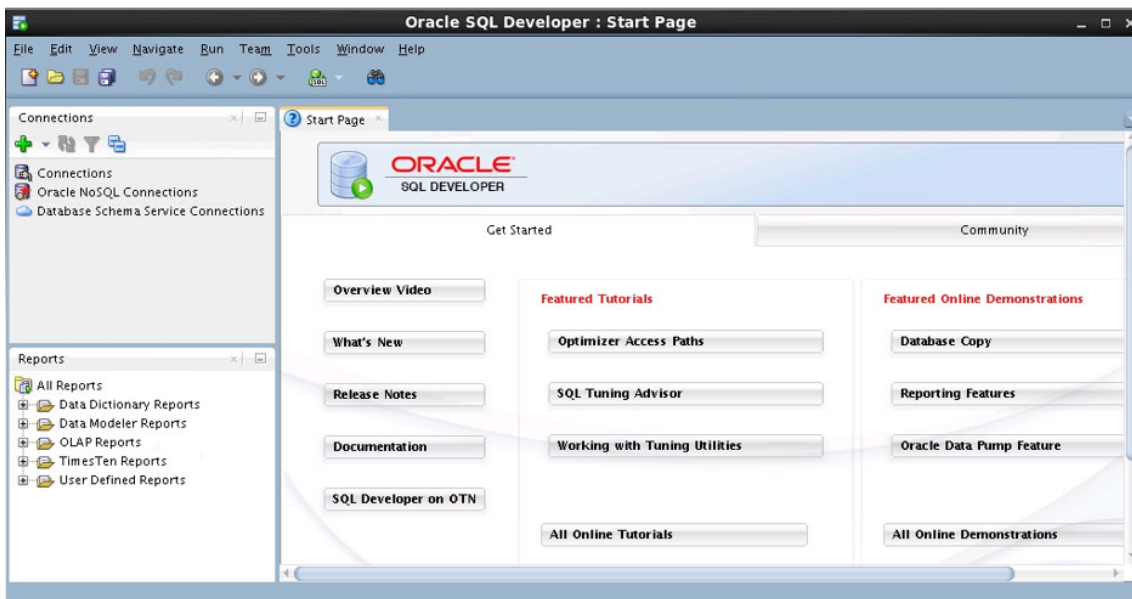 Oracle SQL Developer : Start Page
File Edit View Navigate Run Team Tools Window Help
SQL
Connections
Connections
Oracle NoSQL Connections
Database Schema Service Connections
Reports
All Reports
Data Dictionary Reports
Data Modeler Reports
OLAP Reports
TimesTen Reports
User Defined Reports
Start Page
ORACLE
SQL DEVELOPER
Get Started
Community
Overview Video
What's New
Release Notes
Documentation
SQL Developer on OTN
Featured Tutorials
Optimizer Access Paths
SQL Tuning Advisor
Working with Tuning Utilities
All Online Tutorials
Featured Online Demonstrations
Database Copy
Reporting Features
Oracle Data Pump Feature
All Online Demonstrations